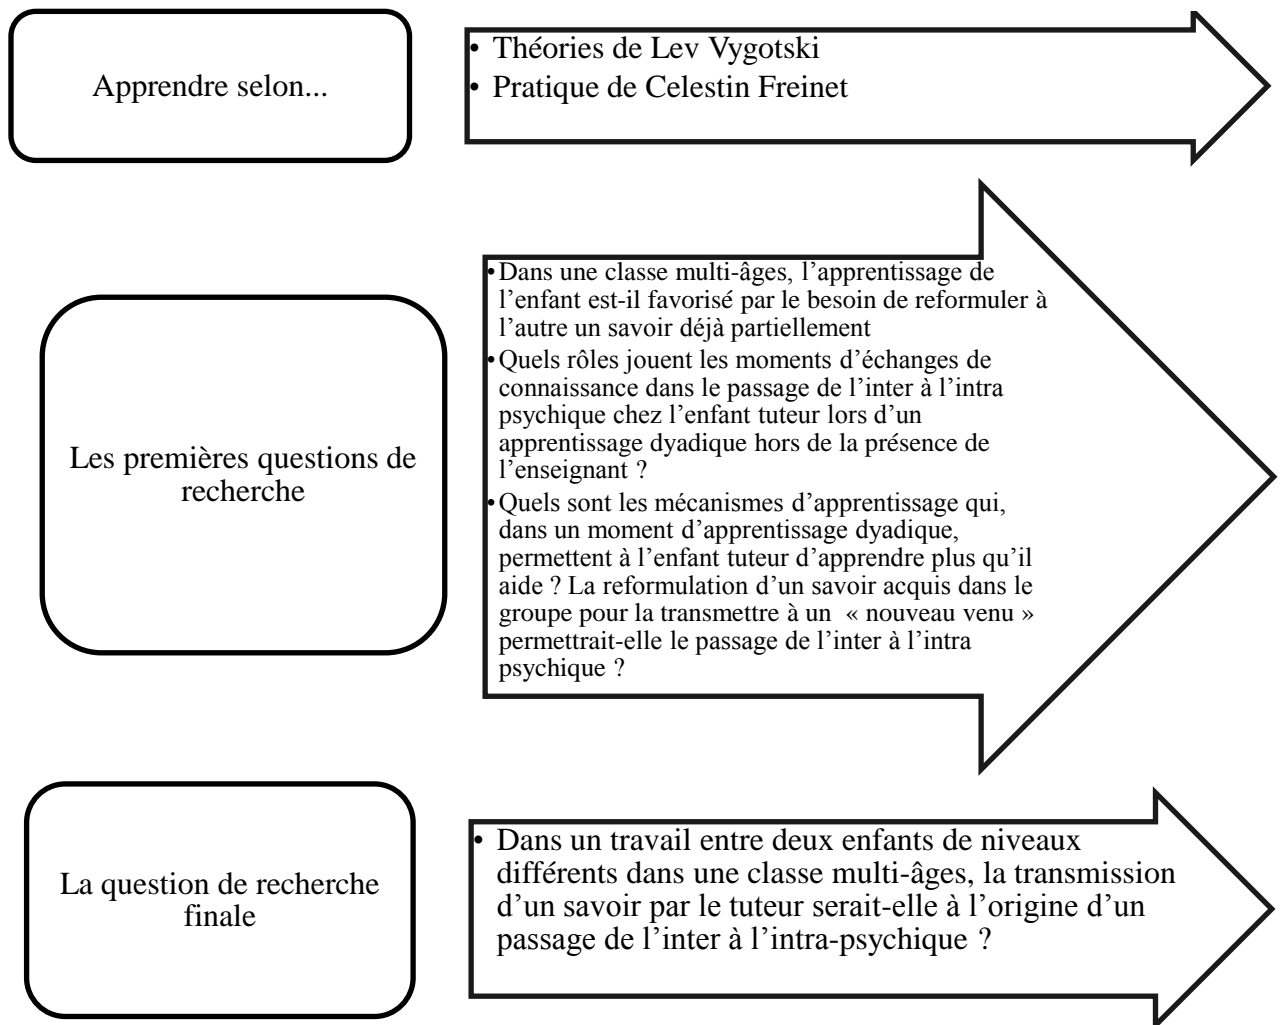 Apprendre selon...
• Théories de Lev Vygotski
• Pratique de Celestin Freinet
Les premières questions de
recherche
• Dans une classe multi-âges, l’apprentissage de
l’enfant est-il favorisé par le besoin de reformuler à
l’autre un savoir déjà partiellement
• Quels rôles jouent les moments d’échanges de
connaissance dans le passage de l’inter à l’intra
psychique chez l’enfant tuteur lors d’un
apprentissage dyadique hors de la présence de
l’enseignant ?
• Quels sont les mécanismes d’apprentissage qui,
dans un moment d’apprentissage dyadique,
permettent à l’enfant tuteur d’apprendre plus qu’il
aide ? La reformulation d’un savoir acquis dans le
groupe pour la transmettre à un « nouveau venu »
permettrait-elle le passage de l’inter à l’intra
psychique ?
La question de recherche
finale
• Dans un travail entre deux enfants de niveaux
différents dans une classe multi-âges, la transmission
d’un savoir par le tuteur serait-elle à l’origine d’un
passage de l’inter à l’intra-psychique ?